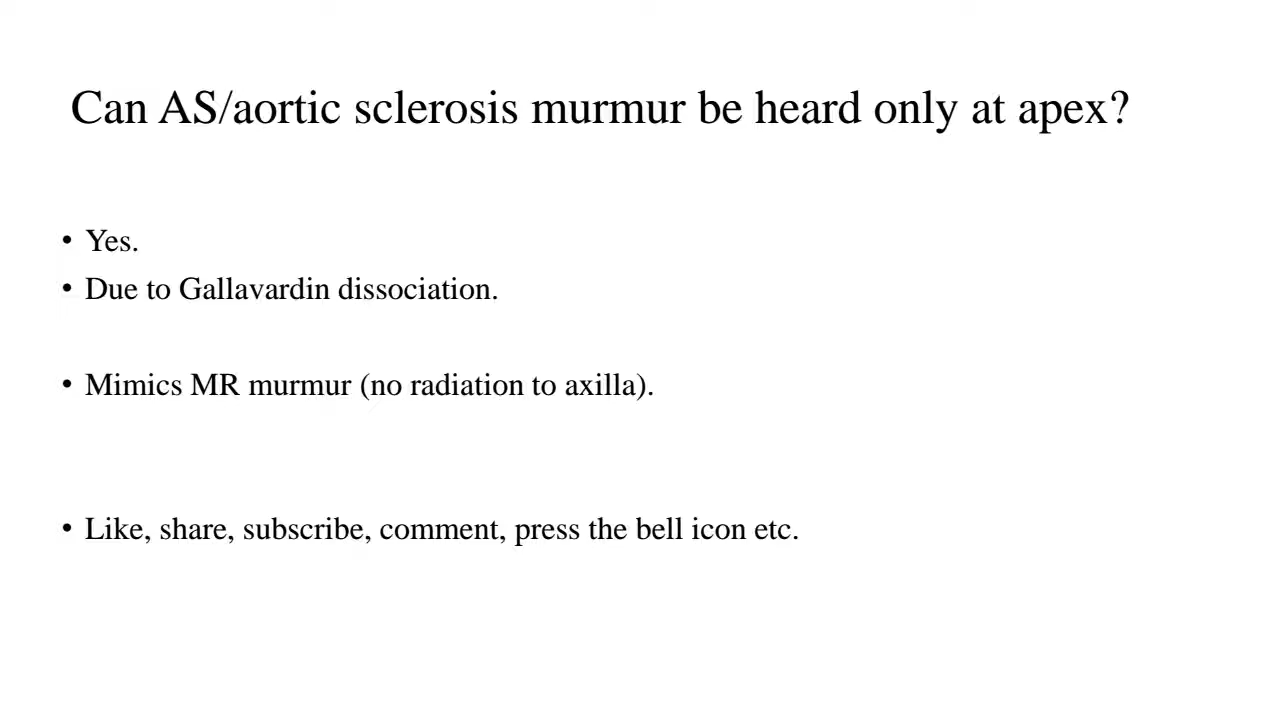 Can AS/aortic sclerosis murmur be heard only at apex?
• Yes.
• Due to Gallavardin dissociation.
• Mimics MR murmur (no radiation to axilla).
• Like, share, subscribe, comment, press the bell icon etc.